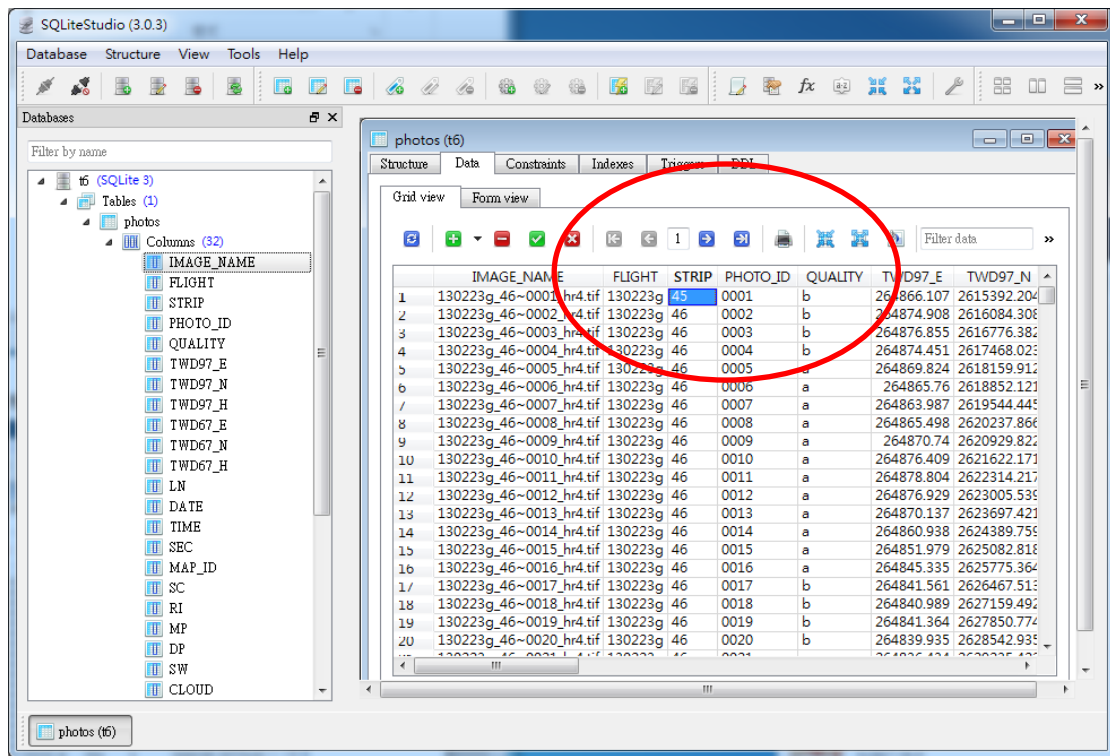 SQLiteStudio (3.0.3)
Database Structure View Tools Help
Databases
Filter by name
t6 (SQLite 3)
Tables (1)
photos
Columns (32)
IMAGE_NAME
FLIGHT
STRIP
PHOTO_ID
QUALITY
TWD97_E
TWD97_N
TWD97_H
TWD67_E
TWD67_N
TWD67_H
LN
DATE
TIME
SEC
MAP_ID
SC
RI
MP
DP
SW
CLOUD
photos (t6)
Structure Data Constraints Indexes Triggers DDL
Grid view Form view
1 Filter data
IMAGE_NAME FLIGHT STRIP PHOTO_ID QUALITY TWD97_E TWD97_N
1 130223g_46~0001_hr4.tif 130223g 45 0001 b 264866.107 2615392.204
2 130223g_46~0002_hr4.tif 130223g 46 0002 b 264874.908 2616084.308
3 130223g_46~0003_hr4.tif 130223g 46 0003 b 264876.855 2616776.382
4 130223g_46~0004_hr4.tif 130223g 46 0004 b 264874.451 2617468.023
5 130223g_46~0005_hr4.tif 130223g 46 0005 a 264869.824 2618159.912
6 130223g_46~0006_hr4.tif 130223g 46 0006 a 264865.76 2618852.121
7 130223g_46~0007_hr4.tif 130223g 46 0007 a 264863.987 2619544.445
8 130223g_46~0008_hr4.tif 130223g 46 0008 a 264865.498 2620237.866
9 130223g_46~0009_hr4.tif 130223g 46 0009 a 264870.74 2620929.822
10 130223g_46~0010_hr4.tif 130223g 46 0010 a 264876.409 2621622.171
11 130223g_46~0011_hr4.tif 130223g 46 0011 a 264878.804 2622314.217
12 130223g_46~0012_hr4.tif 130223g 46 0012 a 264876.929 2623005.539
13 130223g_46~0013_hr4.tif 130223g 46 0013 a 264870.137 2623697.421
14 130223g_46~0014_hr4.tif 130223g 46 0014 a 264860.938 2624389.759
15 130223g_46~0015_hr4.tif 130223g 46 0015 a 264851.979 2625082.818
16 130223g_46~0016_hr4.tif 130223g 46 0016 a 264845.335 2625775.364
17 130223g_46~0017_hr4.tif 130223g 46 0017 b 264841.561 2626467.513
18 130223g_46~0018_hr4.tif 130223g 46 0018 b 264840.989 2627159.492
19 130223g_46~0019_hr4.tif 130223g 46 0019 b 264841.364 2627850.774
20 130223g_46~0020_hr4.tif 130223g 46 0020 b 264839.935 2628542.935
photos (t6)